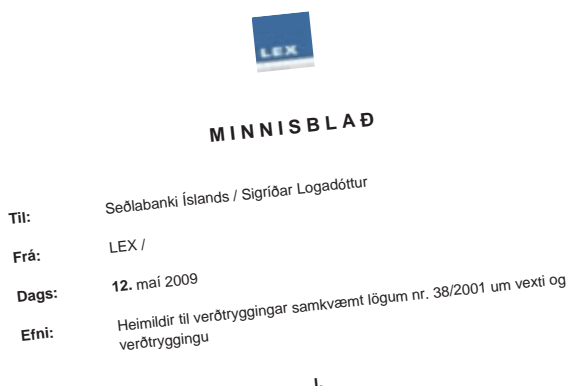 LEX
MINNISBLAÐ
Til: Seðlabanki Íslands / Sigríðar Logadóttur
Frá: LEX /
Dags: 12. maí 2009
Efni: Heimildir til verðtryggingar samkvæmt lögum nr. 38/2001 um vexti og
verðtryggingu
I.